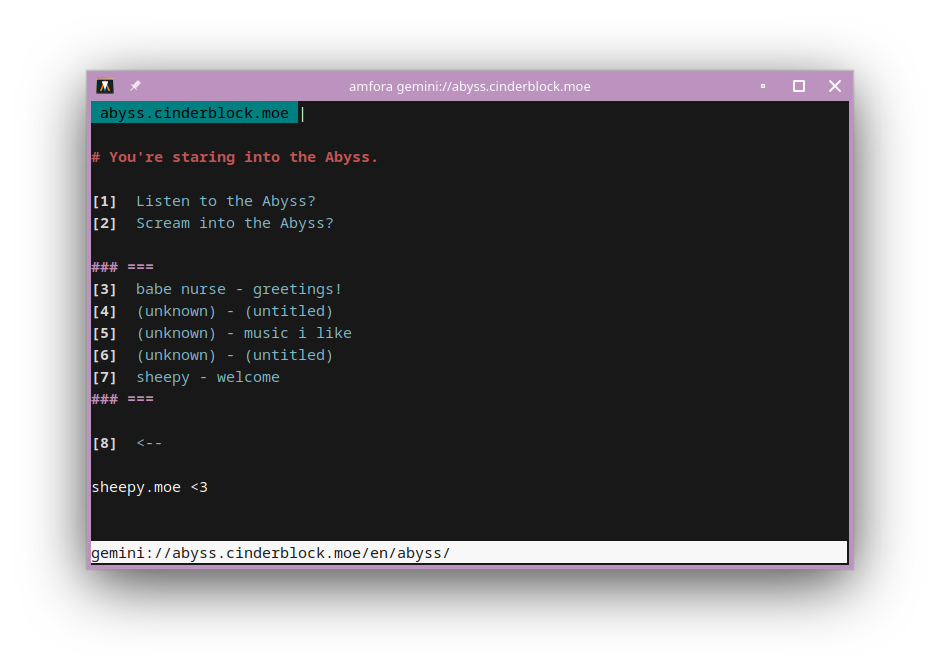 amfora gemini://abyss.cinderblock.moe
abyss.cinderblock.moe |
# You're staring into the Abyss.
[1] Listen to the Abyss?
[2] Scream into the Abyss?
### ===
[3] babe nurse - greetings!
[4] (unknown) - (untitled)
[5] (unknown) - music i like
[6] (unknown) - (untitled)
[7] sheepy - welcome
### ===
[8] <--
sheepy.moe <3
gemini://abyss.cinderblock.moe/en/abyss/